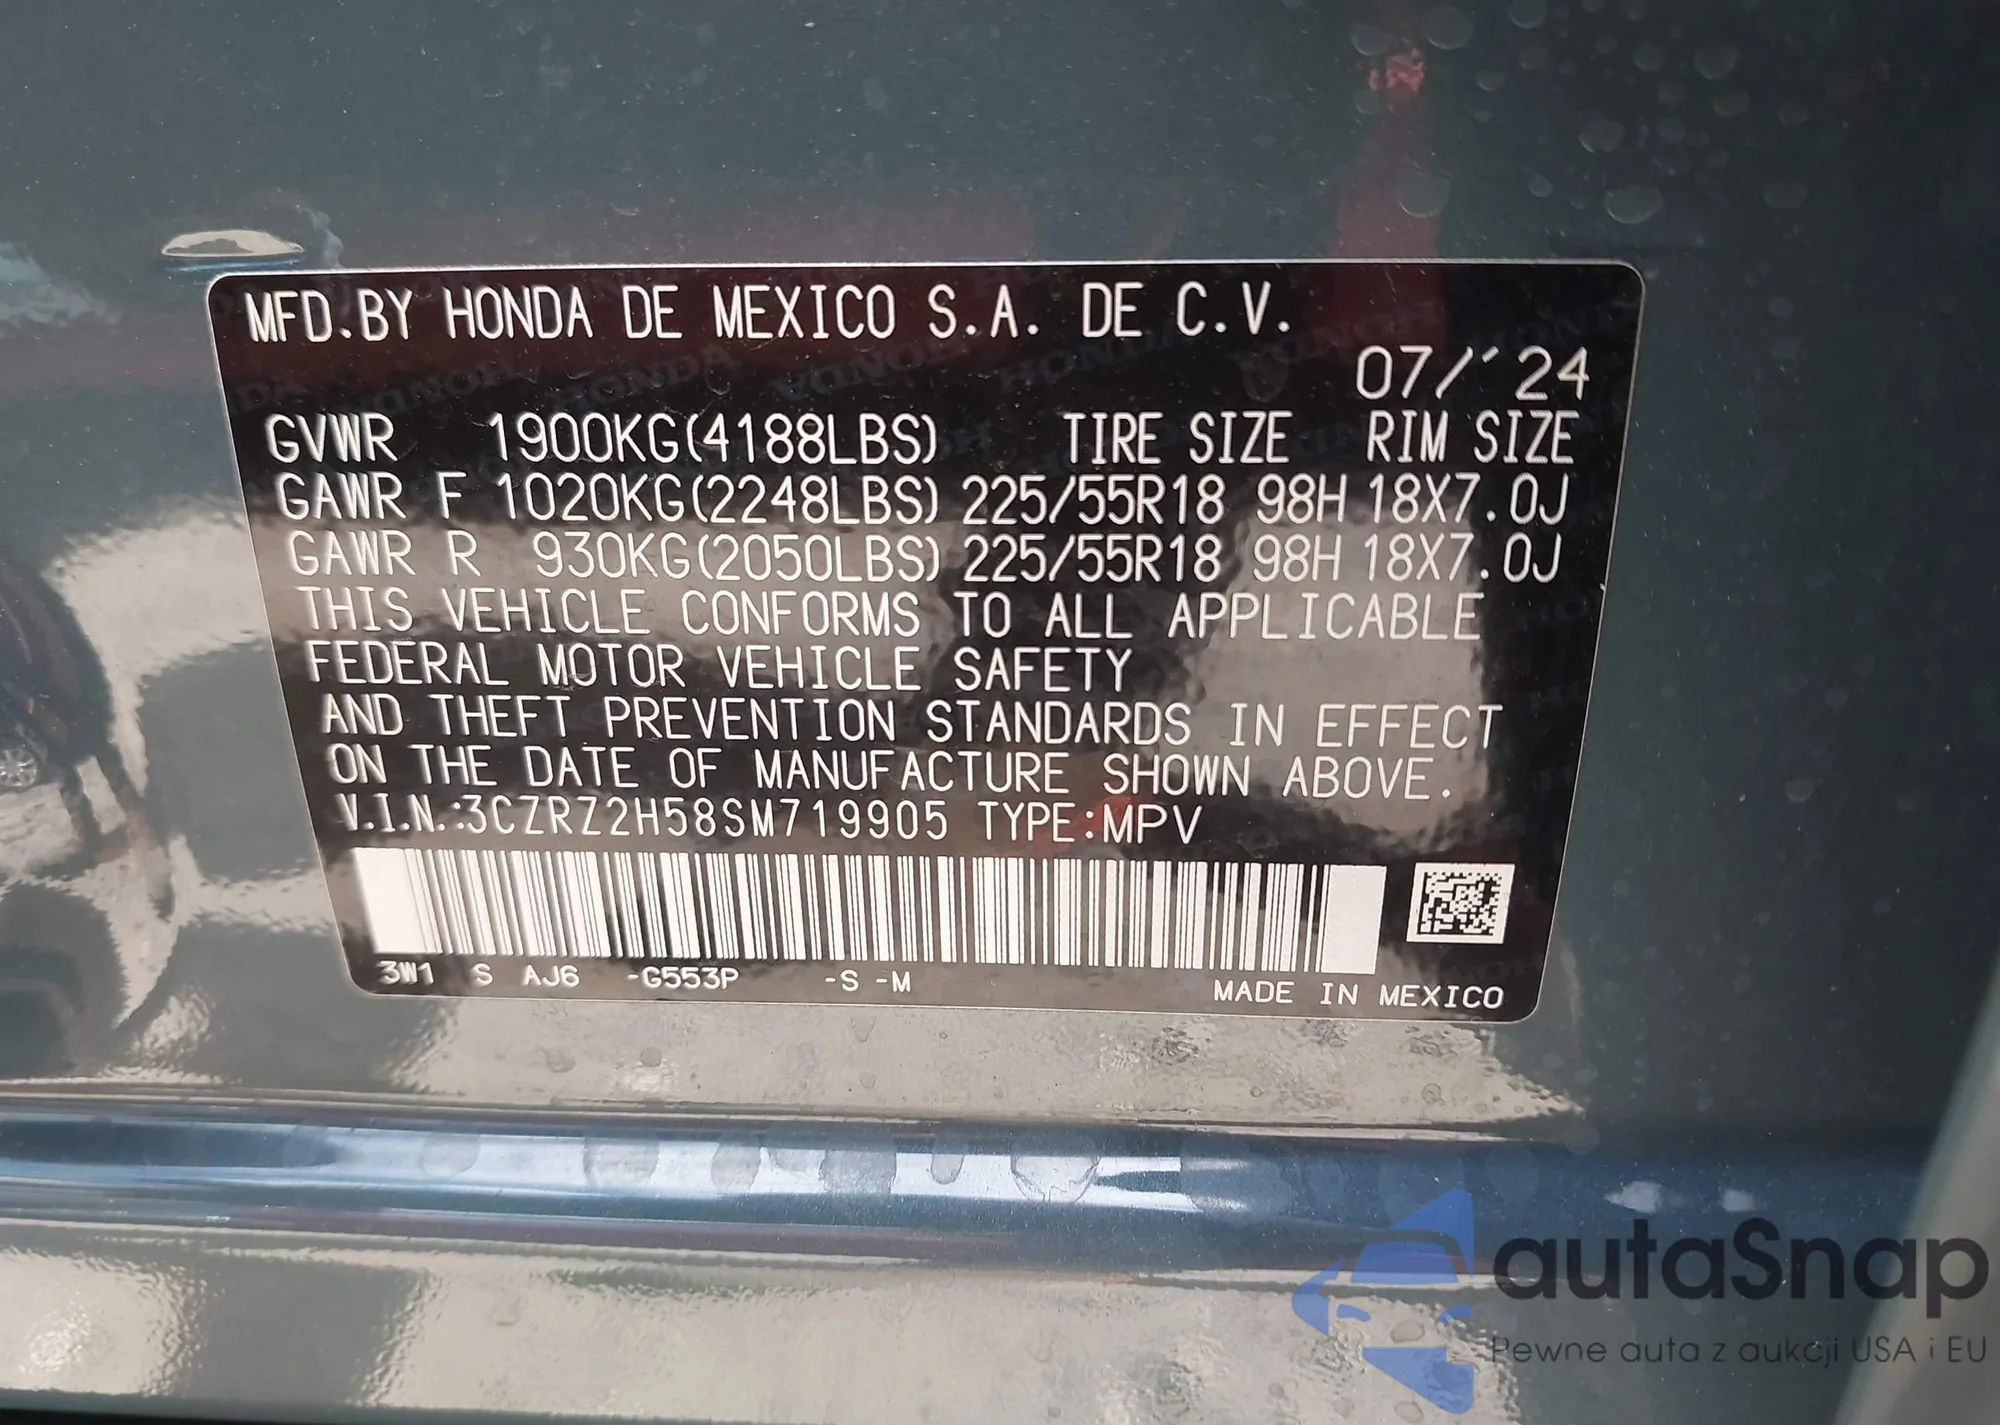 MFD.BY HONDA DE MEXICO S.A. DE C.V.
07/'24
GVWR 1900KG(4188LBS) TIRE SIZE RIM SIZE
GAWR F 1020KG(2248LBS) 225/55R18 98H 18X7.0J
GAWR R 930KG(2050LBS) 225/55R18 98H 18X7.0J
THIS VEHICLE CONFORMS TO ALL APPLICABLE
FEDERAL MOTOR VEHICLE SAFETY
AND THEFT PREVENTION STANDARDS IN EFFECT
ON THE DATE OF MANUFACTURE SHOWN ABOVE.
V.I.N.:3CZRZ2H58SM719905 TYPE:MPV
3W1 S AJ6 -G553P -S -M
MADE IN MEXICO
autaSnap
Pewne auta z aukcji USA i EU